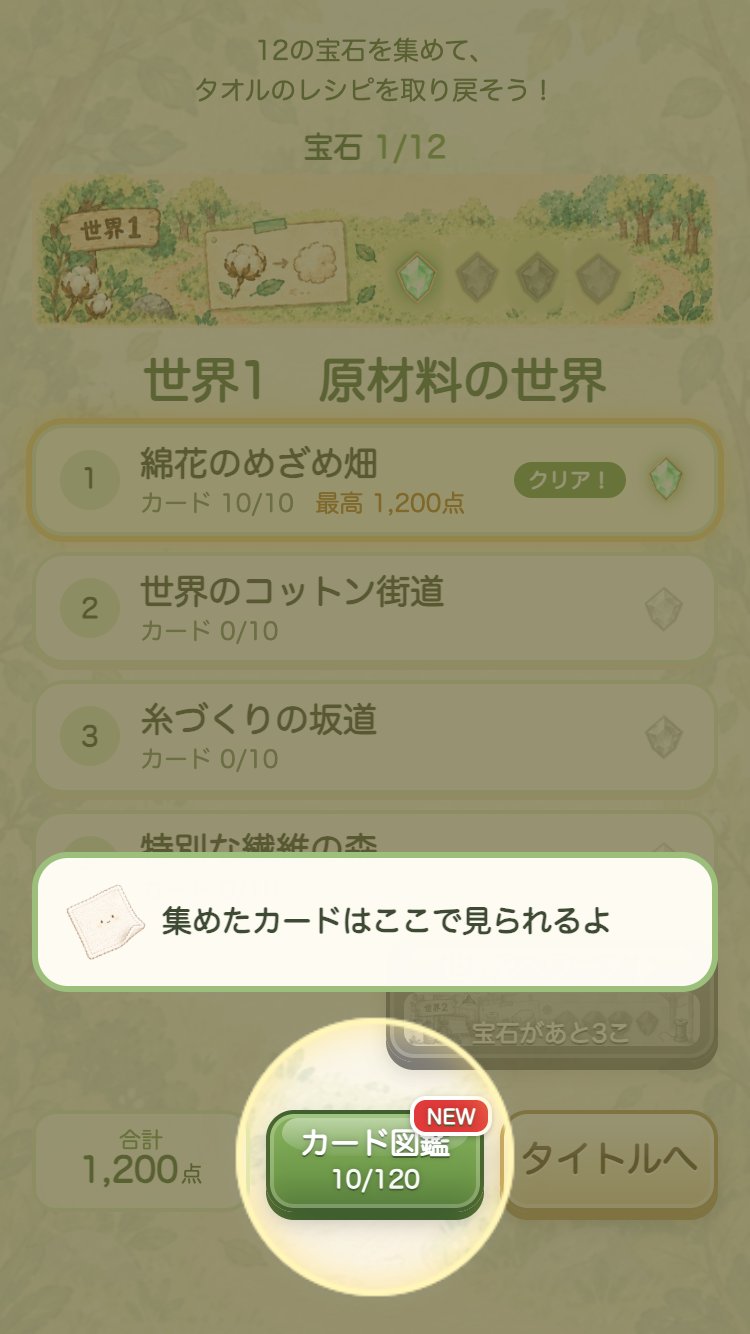 12の宝石を集めて、
タオルのレシピを取り戻そう！
宝石 1/12
世界1
世界1　原材料の世界
1
綿花のめざめ畑
カード 10/10　最高 1,200点
クリア！
2
世界のコットン街道
カード 0/10
3
糸づくりの坂道
カード 0/10
特別な繊維の森
集めたカードはここで見られるよ
世界2
宝石があと3こ
合計
1,200点
NEW
カード図鑑
10/120
タイトルへ